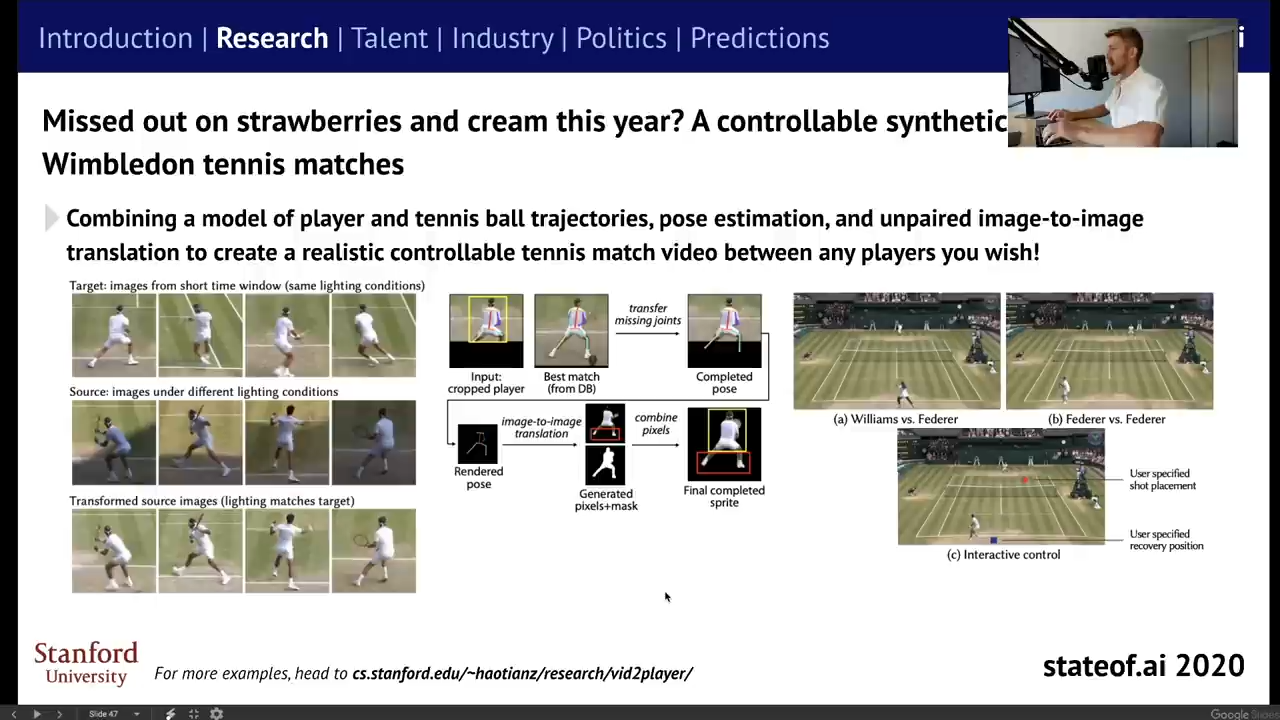 Introduction | Research | Talent | Industry | Politics | Predictions
i
Missed out on strawberries and cream this year? A controllable synthetic
Wimbledon tennis matches
Combining a model of player and tennis ball trajectories, pose estimation, and unpaired image-to-image
translation to create a realistic controllable tennis match video between any players you wish!
Target: images from short time window (same lighting conditions)
Source: images under different lighting conditions
Transformed source images (lighting matches target)
transfer
missing joints
Input:
cropped player
Best match
(from DB)
Completed
pose
image-to-image
translation
combine
pixels
Rendered
pose
Generated
pixels+mask
Final completed
sprite
(a) Williams vs. Federer
(b) Federer vs. Federer
User specified
shot placement
User specified
recovery position
(c) Interactive control
Stanford
University
For more examples, head to cs.stanford.edu/~haotianz/research/vid2player/
stateof.ai 2020
Slide 47
Google Slides